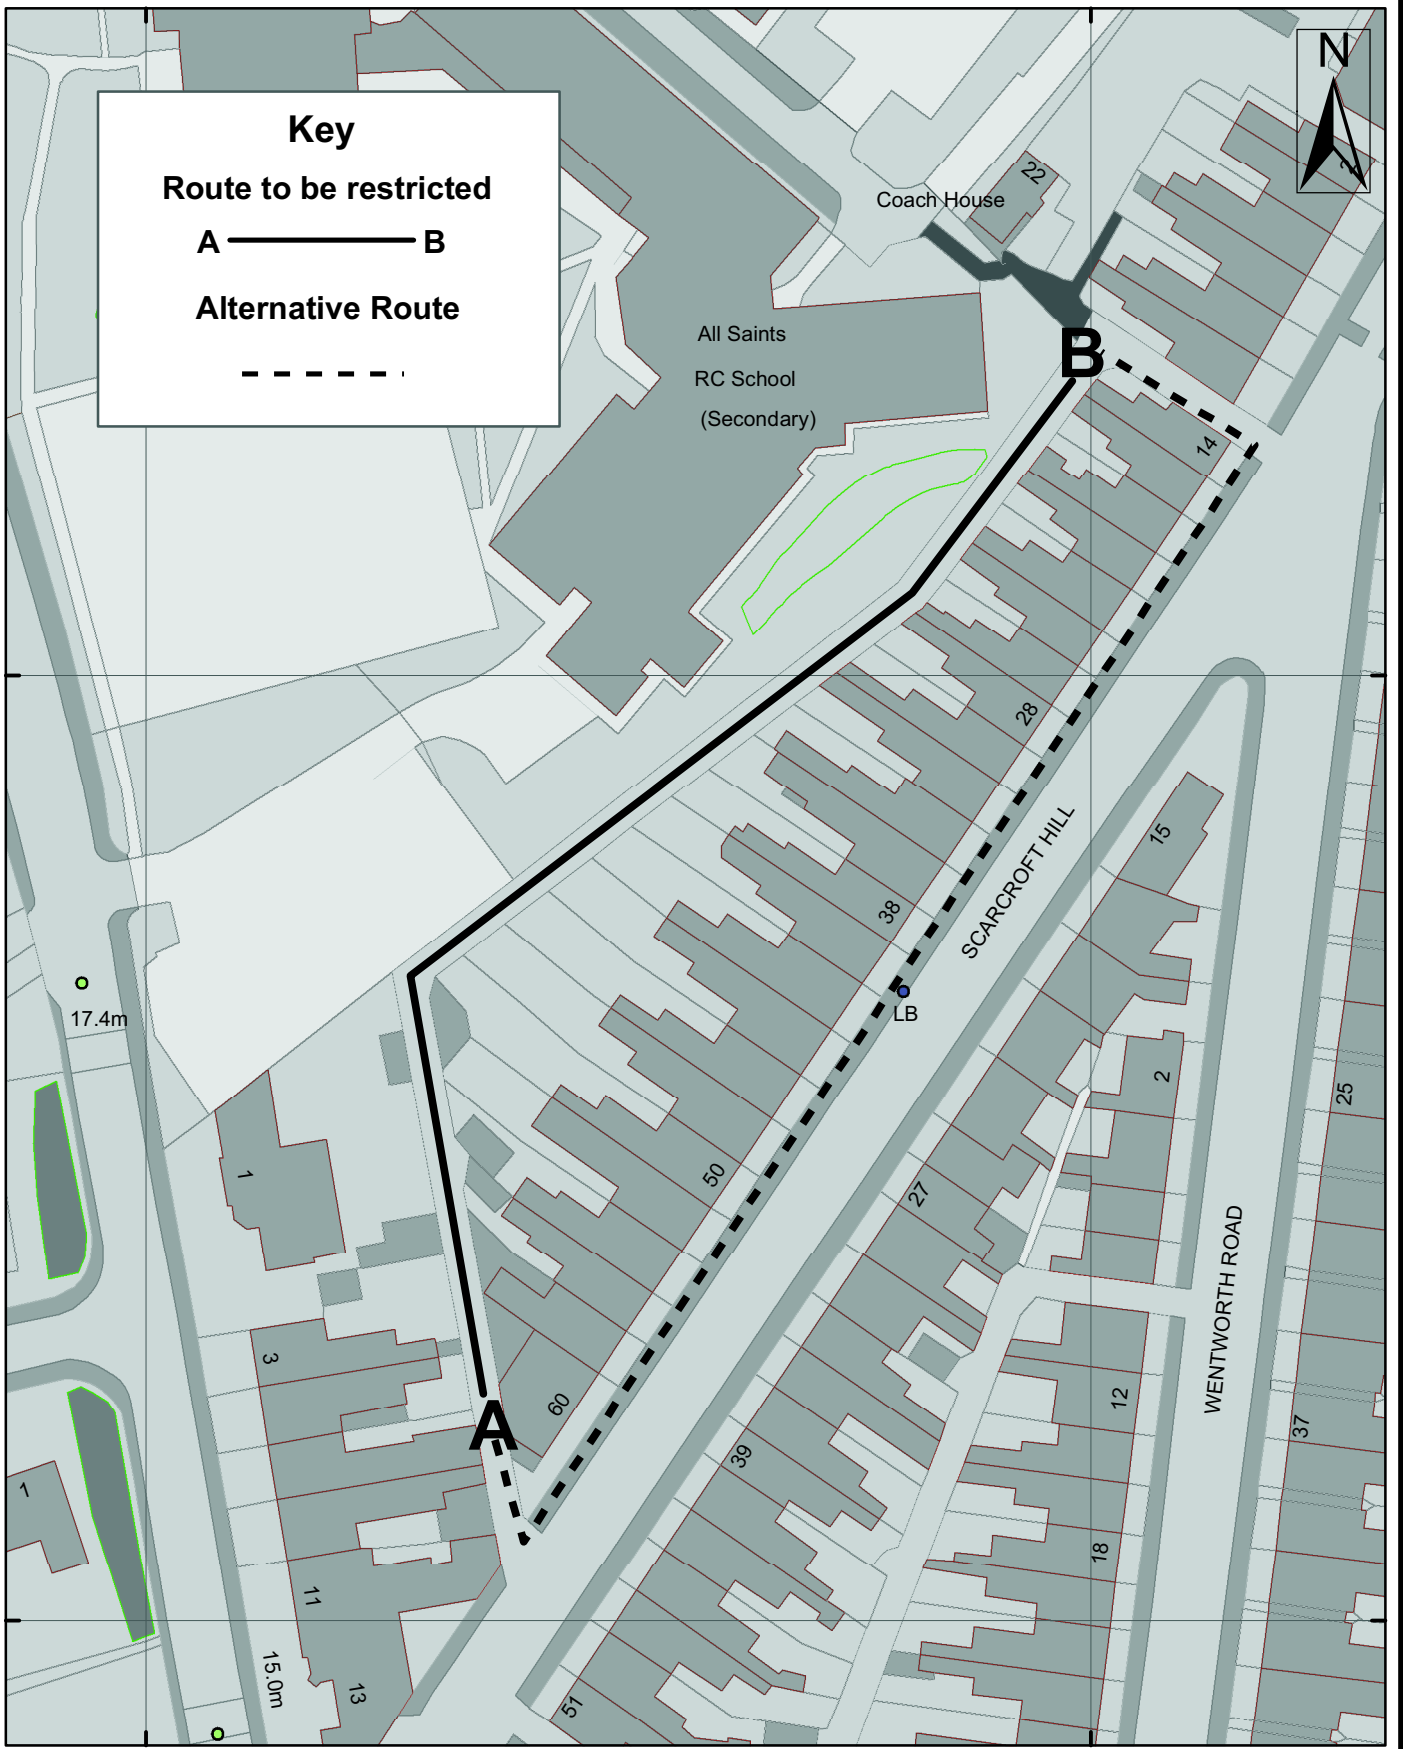 N
Key
Route to be restricted
A B
Alternative Route
22
Coach House
2
All Saints
RC School
(Secondary)
B
14
28
15
SCARCROFT HILL
38
LB
17.4m
2
25
1
50
27
WENTWORTH ROAD
3
60
12
A
39
37
1
18
11
15.0m
13
51